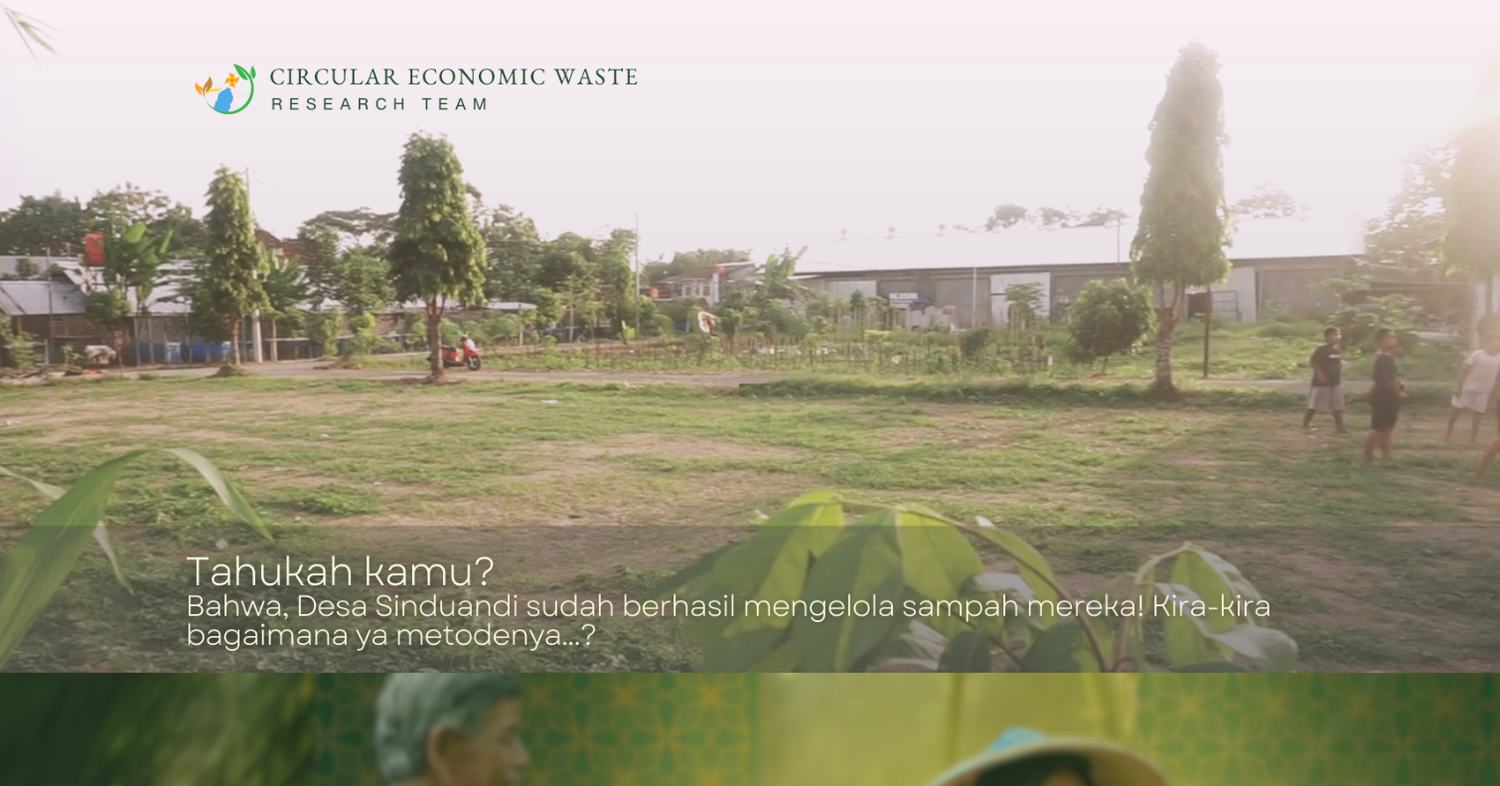 CIRCULAR ECONOMIC WASTE
RESEARCH TEAM
Tahukah kamu?
Bahwa, Desa Sinduandi sudah berhasil mengelola sampah mereka! Kira-kira
bagaimana ya metodenya...?